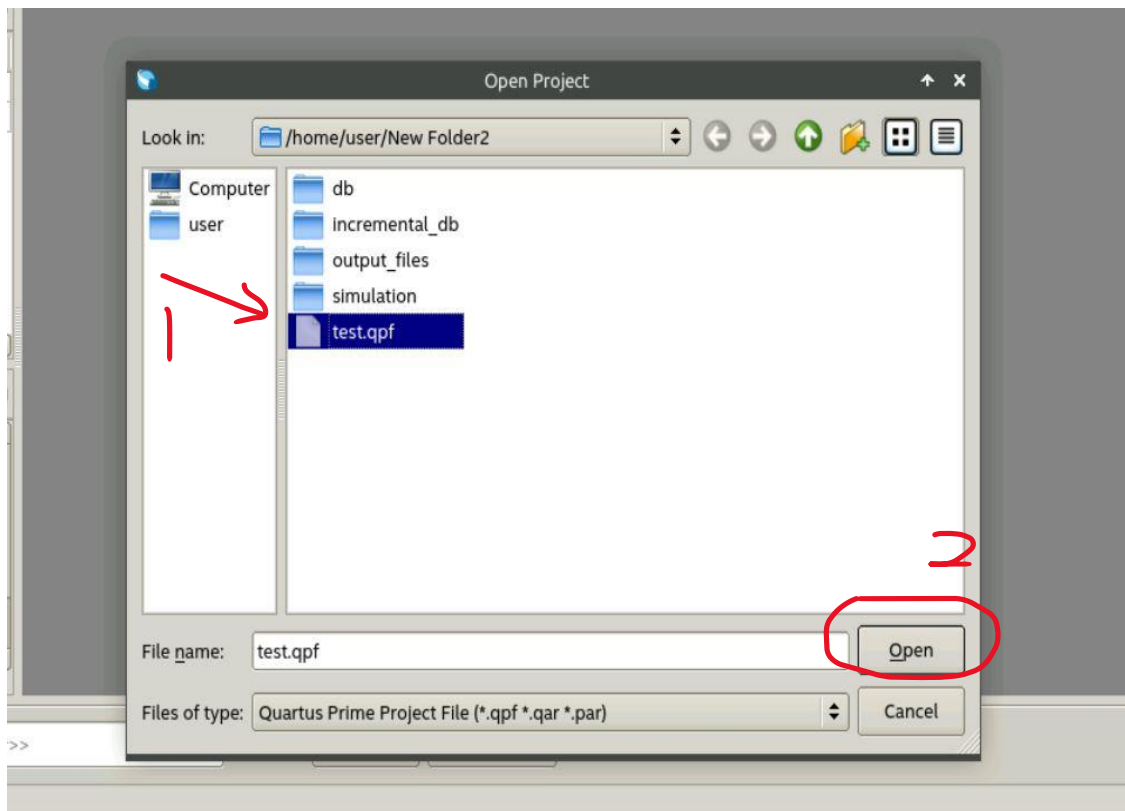 Open Project
Look in: /home/user/New Folder2
Computer
user
db
incremental_db
output_files
simulation
test.qpf
1
2
File name: test.qpf Open
Files of type: Quartus Prime Project File (*.qpf *.qar *.par) Cancel
>>